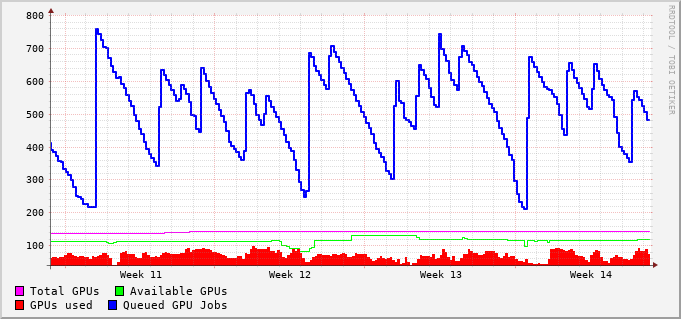 800
700
600
500
400
300
200
100
Week 11 Week 12 Week 13 Week 14
Total GPUs Available GPUs
GPUs used Queued GPU Jobs
RRDTOOL / TOBI OETIKER